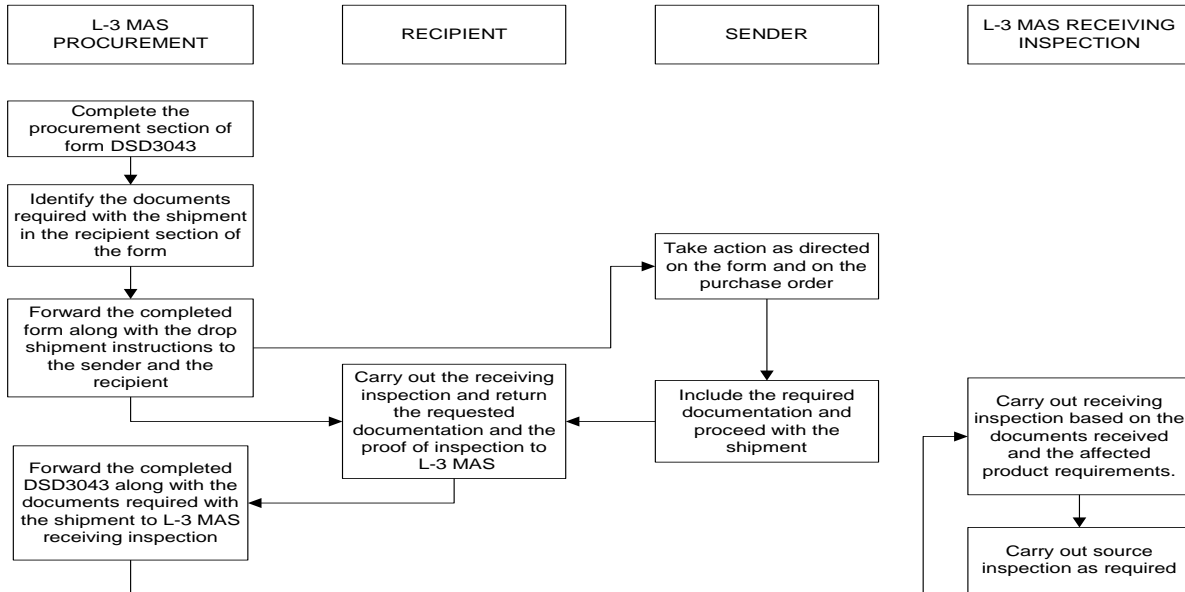 L-3 MAS
PROCUREMENT
RECIPIENT
SENDER
L-3 MAS RECEIVING
INSPECTION
Complete the
procurement section of
form DSD3043
Identify the documents
required with the shipment
in the recipient section of
the form
Forward the completed
form along with the drop
shipment instructions to
the sender and the
recipient
Take action as directed
on the form and on the
purchase order
Include the required
documentation and
proceed with the
shipment
Carry out the receiving
inspection and return
the requested
documentation and the
proof of inspection to
L-3 MAS
Forward the completed
DSD3043 along with the
documents required with
the shipment to L-3 MAS
receiving inspection
Carry out receiving
inspection based on the
documents received
and the affected
product requirements.
Carry out source
inspection as required